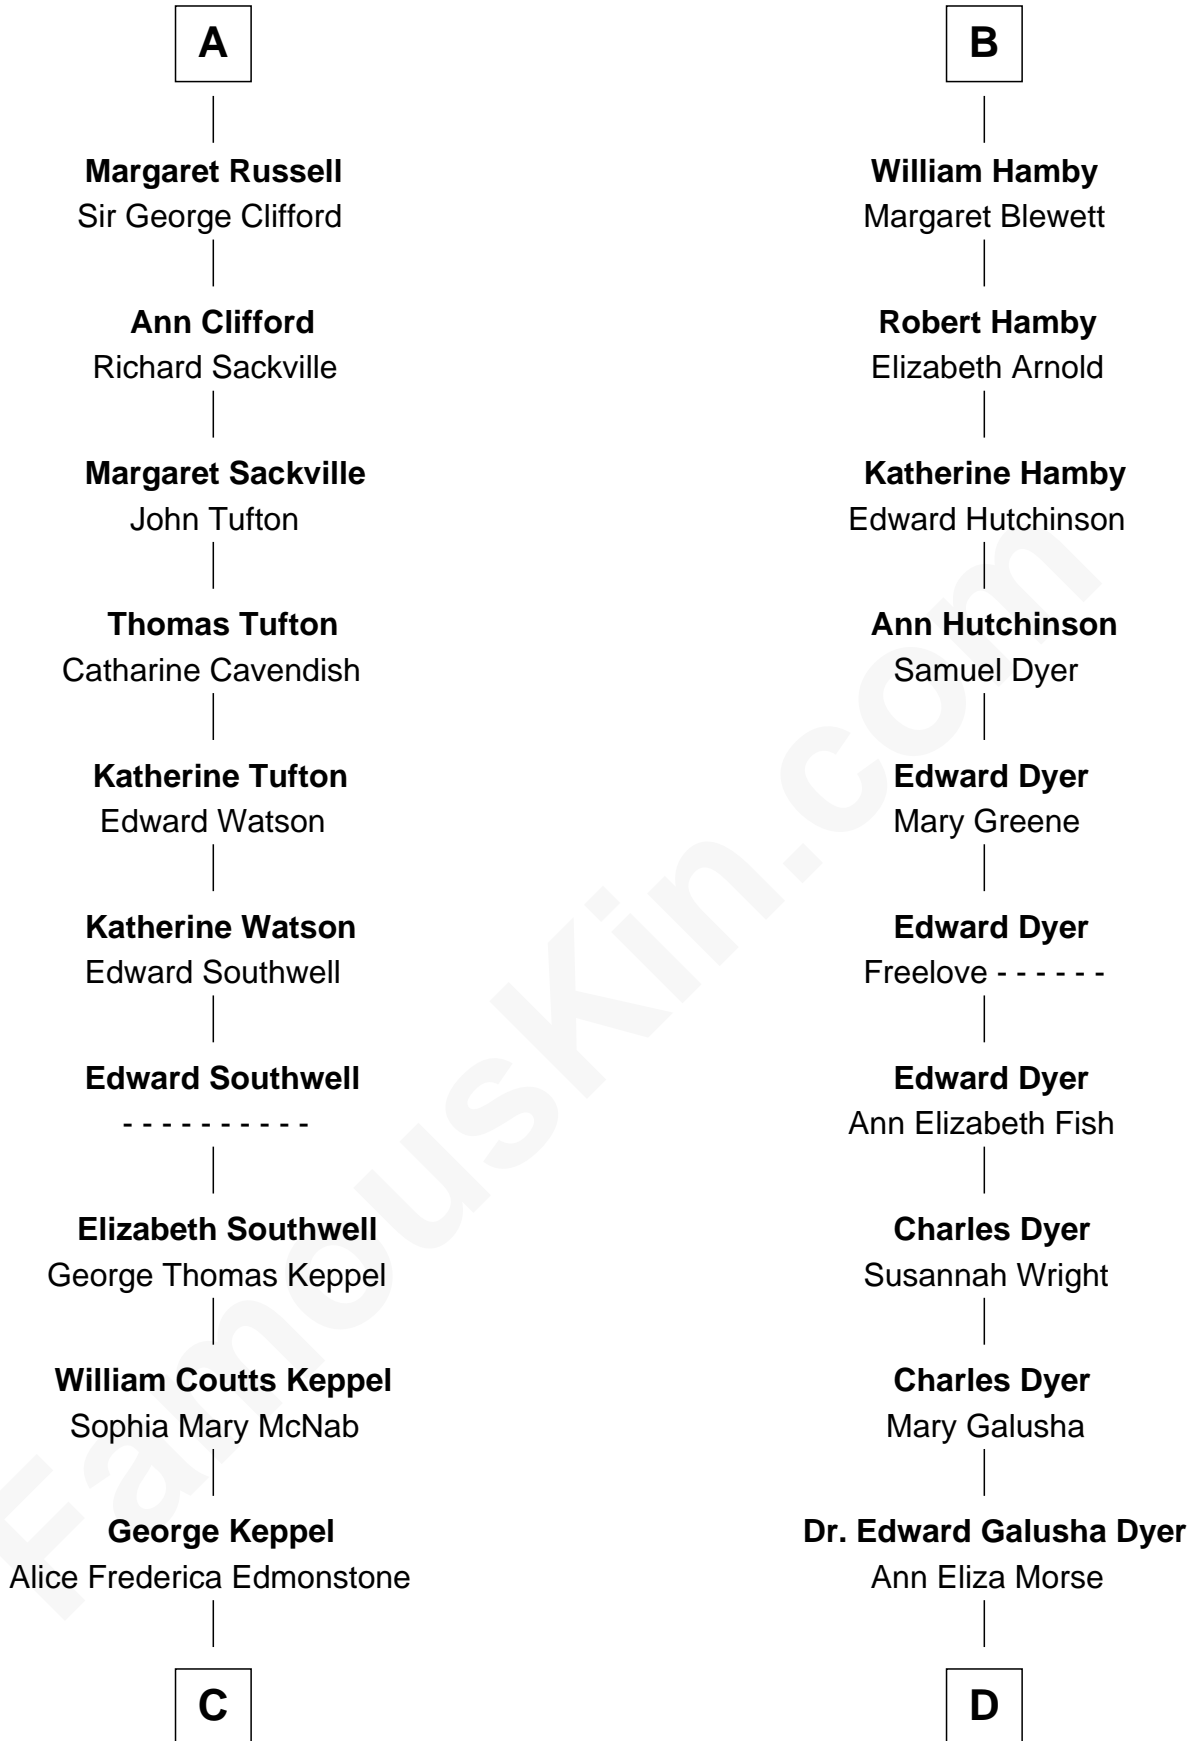 A
Margaret Russell
Sir George Clifford
Ann Clifford
Richard Sackville
Margaret Sackville
John Tufton
Thomas Tufton
Catharine Cavendish
Katherine Tufton
Edward Watson
Katherine Watson
Edward Southwell
Edward Southwell
- - - - - - - - - -
Elizabeth Southwell
George Thomas Keppel
William Coutts Keppel
Sophia Mary McNab
George Keppel
Alice Frederica Edmonstone
C
B
William Hamby
Margaret Blewett
Robert Hamby
Elizabeth Arnold
Katherine Hamby
Edward Hutchinson
Ann Hutchinson
Samuel Dyer
Edward Dyer
Mary Greene
Edward Dyer
Freelove - - - - - -
Edward Dyer
Ann Elizabeth Fish
Charles Dyer
Susannah Wright
Charles Dyer
Mary Galusha
Dr. Edward Galusha Dyer
Ann Eliza Morse
D
FamousKin.com